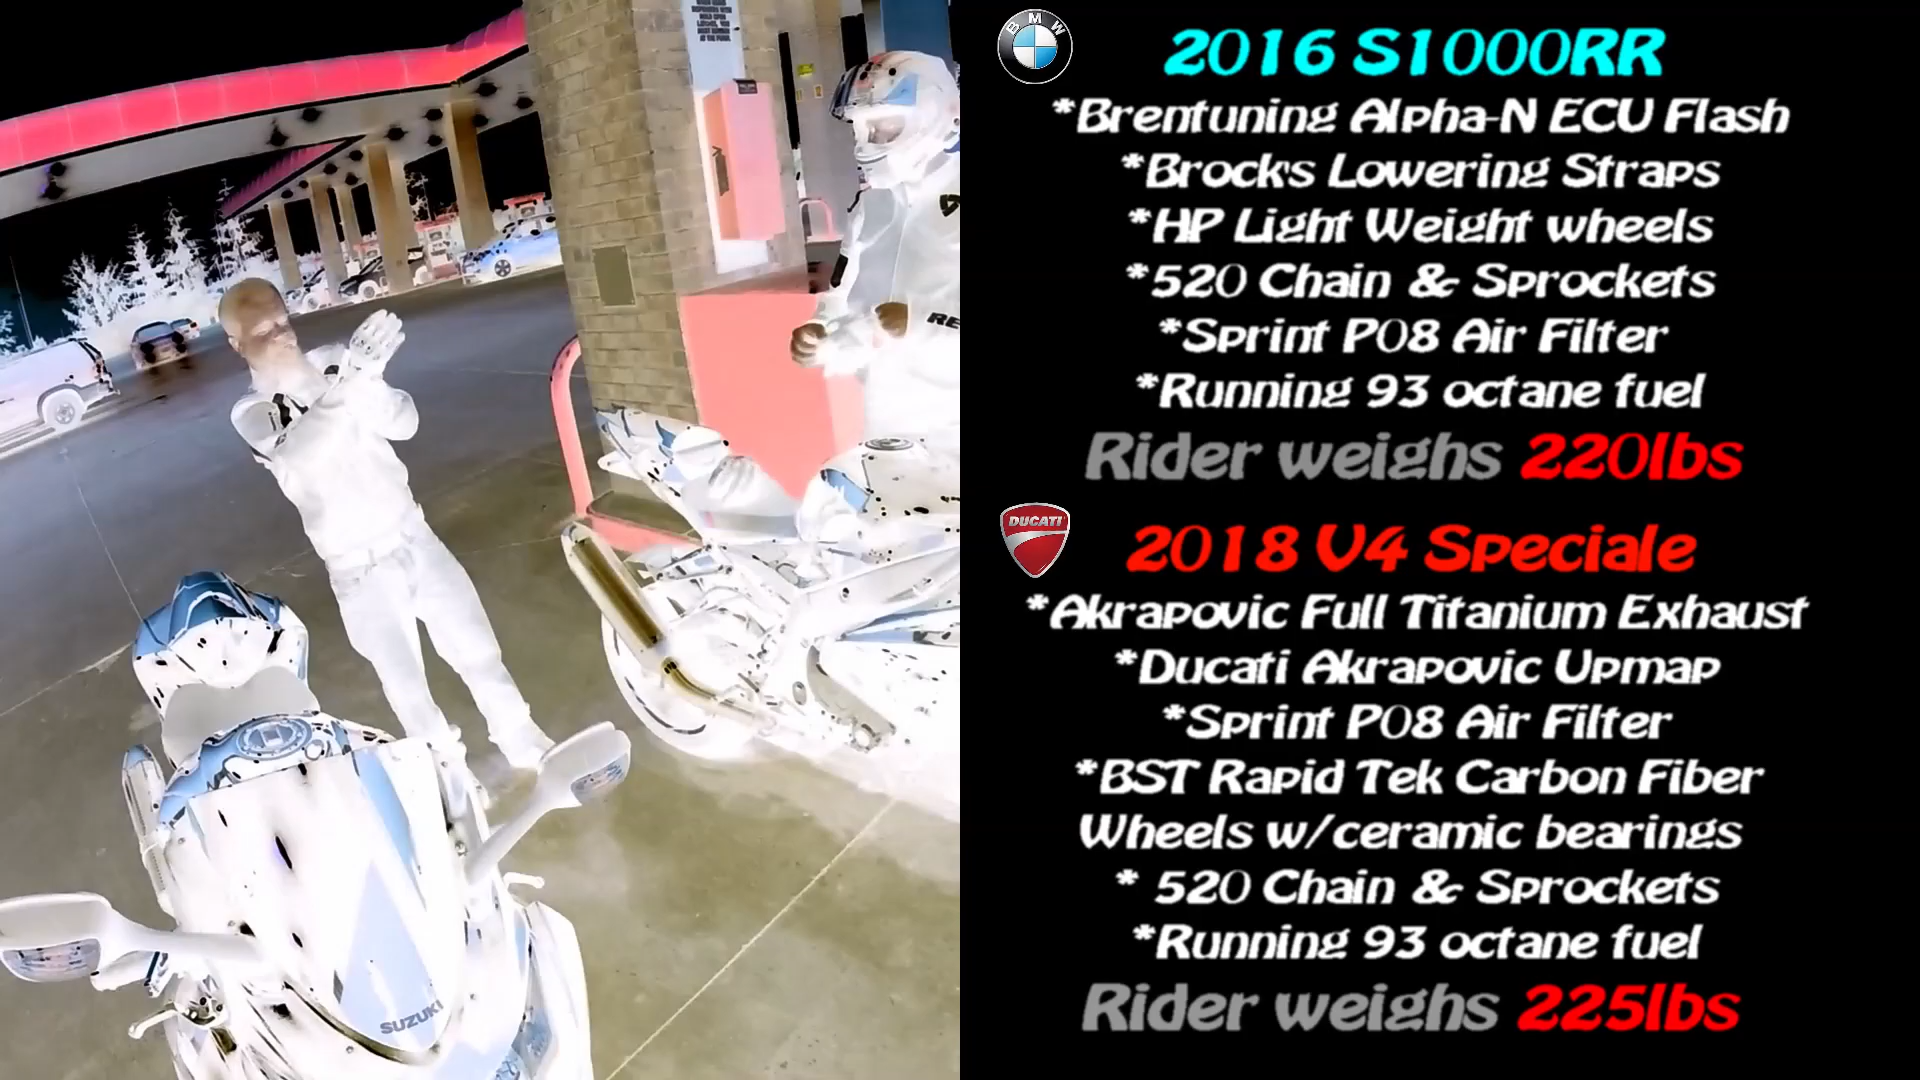 BMW
2016 S1000RR
*Brentuning Alpha-N ECU Flash
*Brock's Lowering Straps
*HP Light Weight wheels
*520 Chain & Sprockets
*Sprint P08 Air Filter
*Running 93 octane fuel
Rider weighs 220lbs
DUCATI
2018 V4 Speciale
*Akrapovic Full Titanium Exhaust
*Ducati Akrapovic Upmap
*Sprint P08 Air Filter
*BST Rapid Tek Carbon Fiber
Wheels w/ceramic bearings
* 520 Chain & Sprockets
*Running 93 octane fuel
Rider weighs 225lbs
SUZUKI